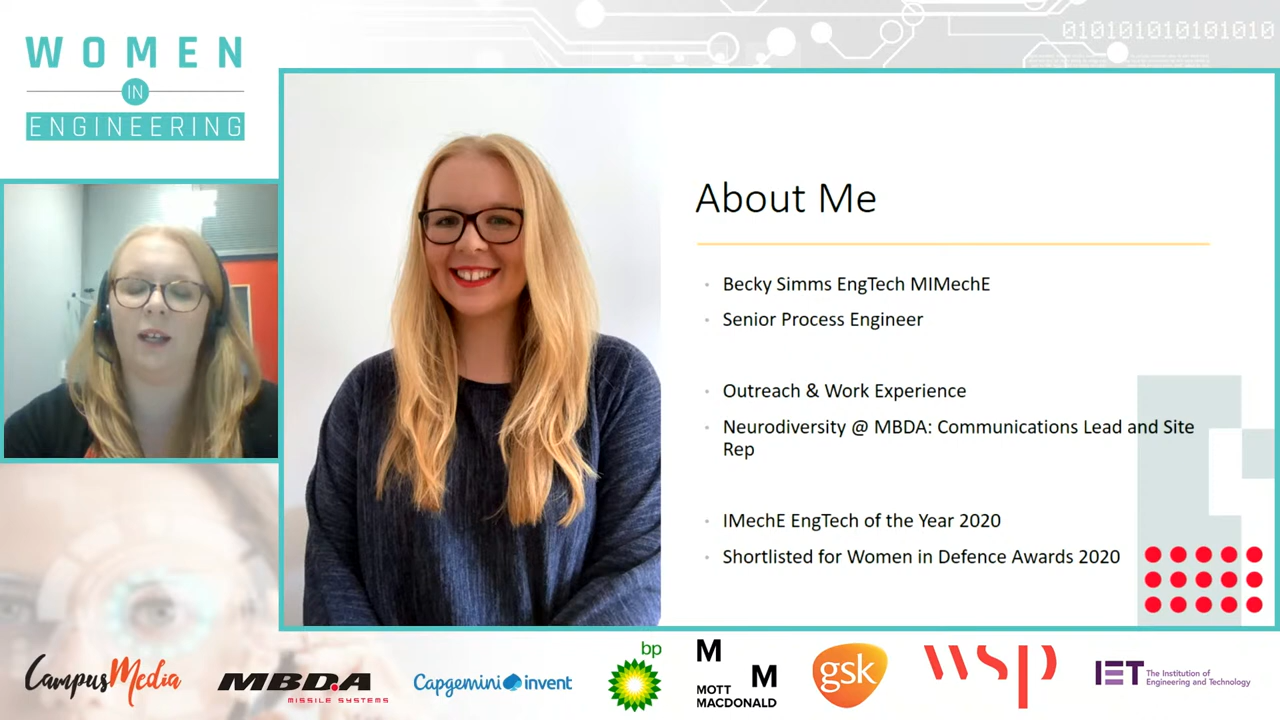 WOMEN
IN
ENGINEERING
010101010101010
About Me
Becky Simms EngTech MIMechE
Senior Process Engineer
Outreach & Work Experience
Neurodiversity @ MBDA: Communications Lead and Site
Rep
IMechE EngTech of the Year 2020
Shortlisted for Women in Defence Awards 2020
CampusMedia
MBDA
MISSILE SYSTEMS
Capgemini invent
bp
M
M
MOTT
MACDONALD
gsk
wsp
IET
The Institution of
Engineering and Technology